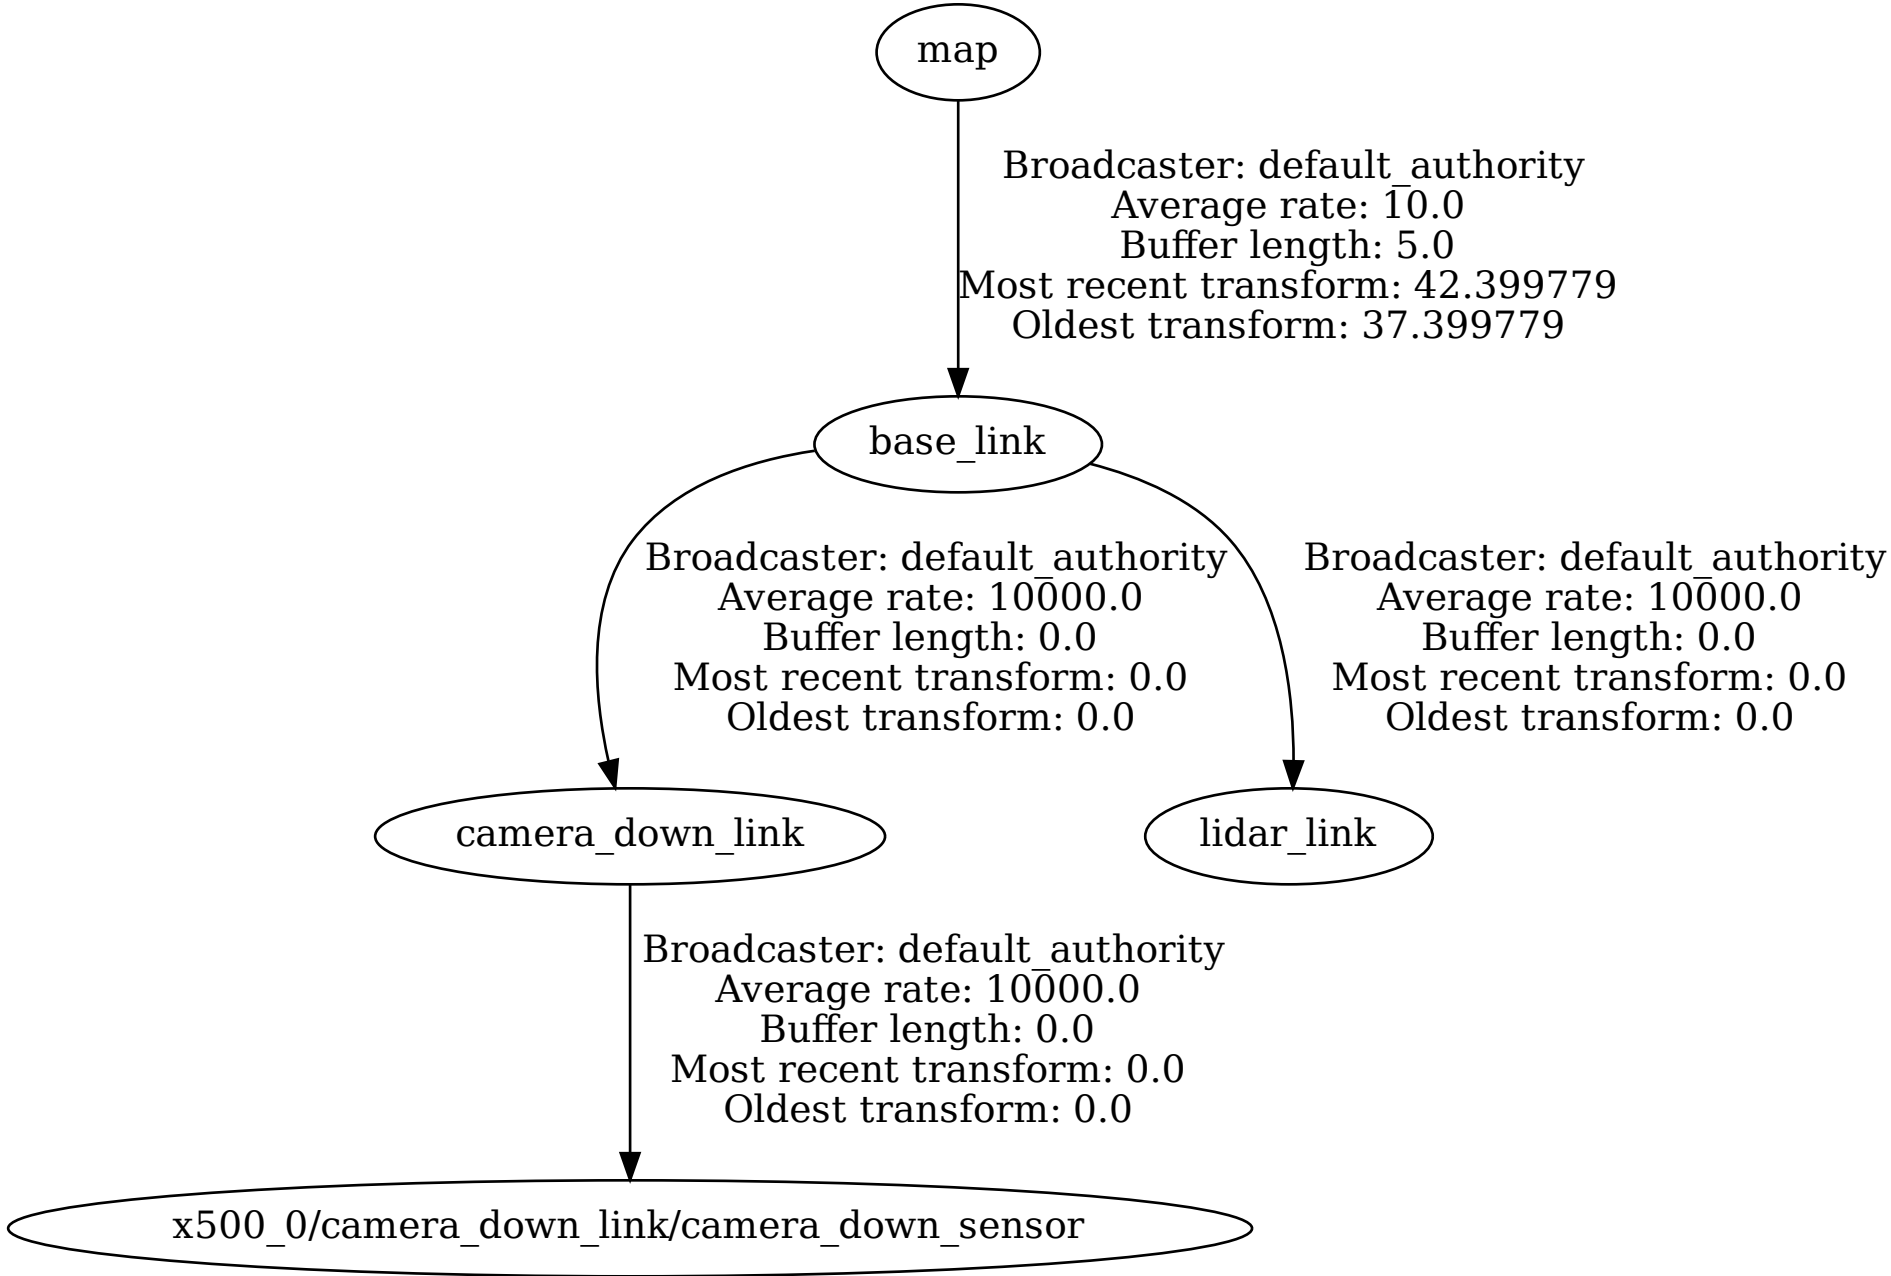 map
Broadcaster: default_authority
Average rate: 10.0
Buffer length: 5.0
Most recent transform: 42.399779
Oldest transform: 37.399779
base_link
Broadcaster: default_authority
Average rate: 10000.0
Buffer length: 0.0
Most recent transform: 0.0
Oldest transform: 0.0
Broadcaster: default_authority
Average rate: 10000.0
Buffer length: 0.0
Most recent transform: 0.0
Oldest transform: 0.0
camera_down_link
lidar_link
Broadcaster: default_authority
Average rate: 10000.0
Buffer length: 0.0
Most recent transform: 0.0
Oldest transform: 0.0
x500_0/camera_down_link/camera_down_sensor